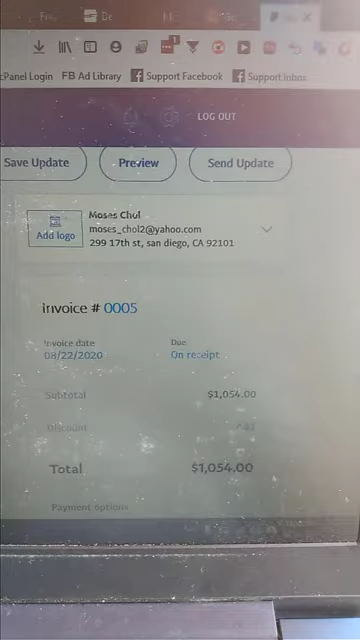 cPanel Login FB Ad Library Support Facebook Support Inbox
LOG OUT
Save Update Preview Send Update
Add logo
Moses Chol
moses_chol2@yahoo.com
299 17th st, san diego, CA 92101
Invoice # 0005
Invoice date Due
08/22/2020 On receipt
Subtotal $1,054.00
Discount Add
Total $1,054.00
Payment options